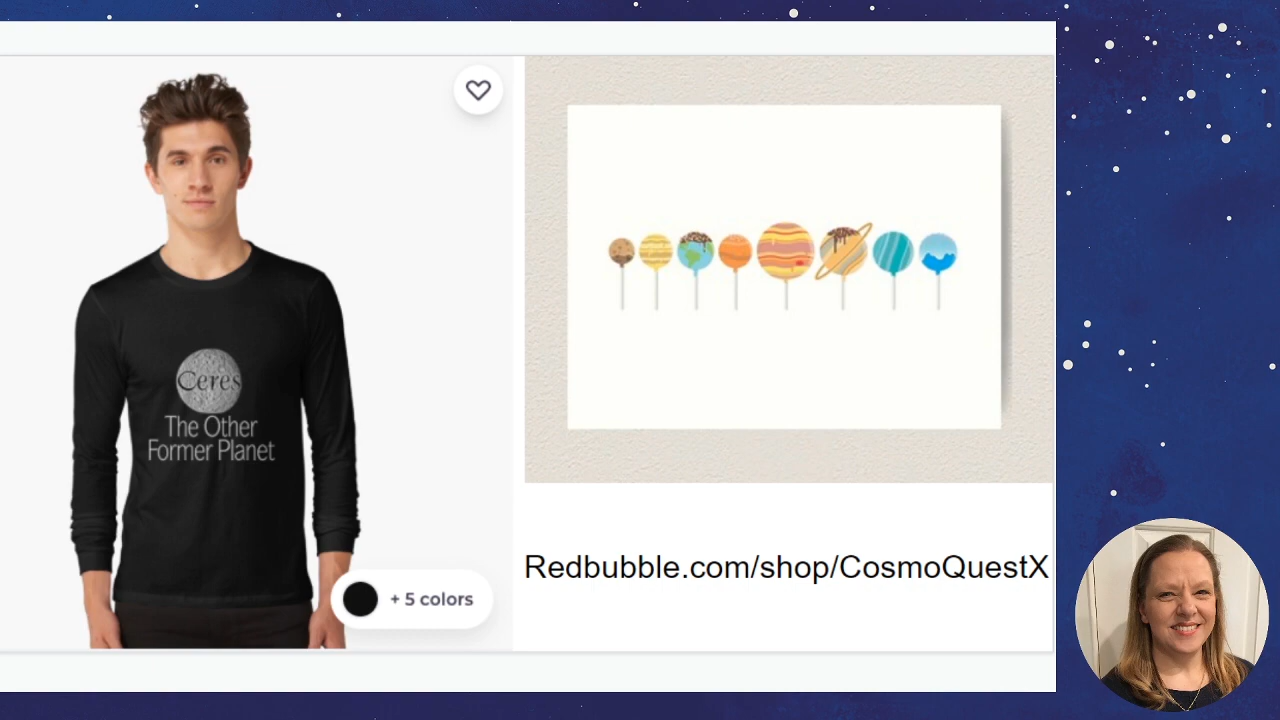 Ceres
The Other
Former Planet
+ 5 colors
Redbubble.com/shop/CosmoQuestX